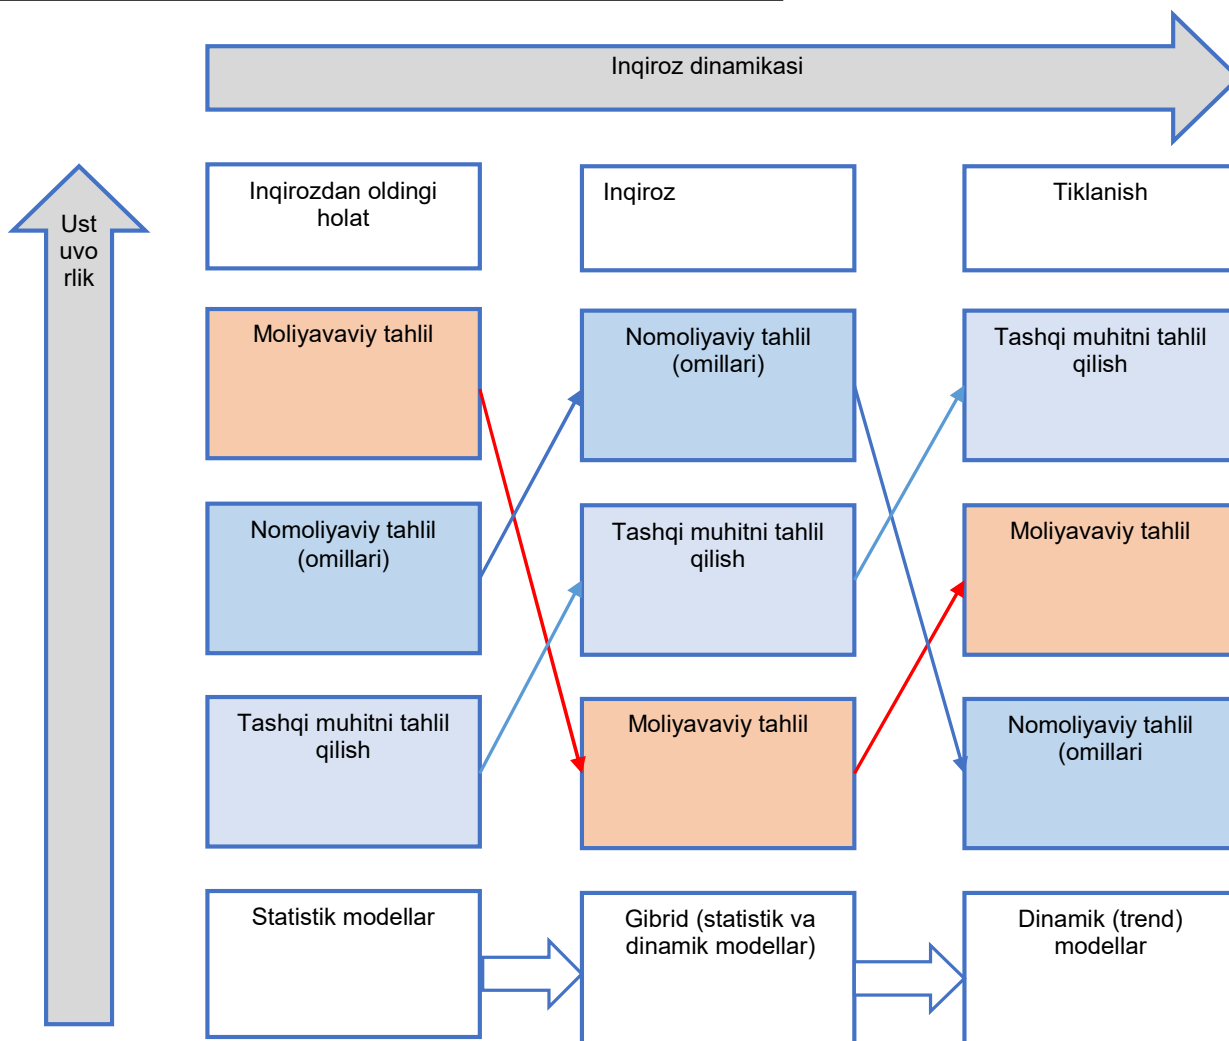 Inqiroz dinamikasi
Ust
uvo
rlik
Inqirozdan oldingi
holat
Inqiroz
Tiklanish
Moliyavaviy tahlil
Nomoliyaviy tahlil
(omillari)
Tashqi muhitni tahlil
qilish
Nomoliyaviy tahlil
(omillari)
Tashqi muhitni tahlil
qilish
Moliyavaviy tahlil
Tashqi muhitni tahlil
qilish
Moliyavaviy tahlil
Nomoliyaviy tahlil
(omillari
Statistik modellar
Gibrid (statistik va
dinamik modellar)
Dinamik (trend)
modellar